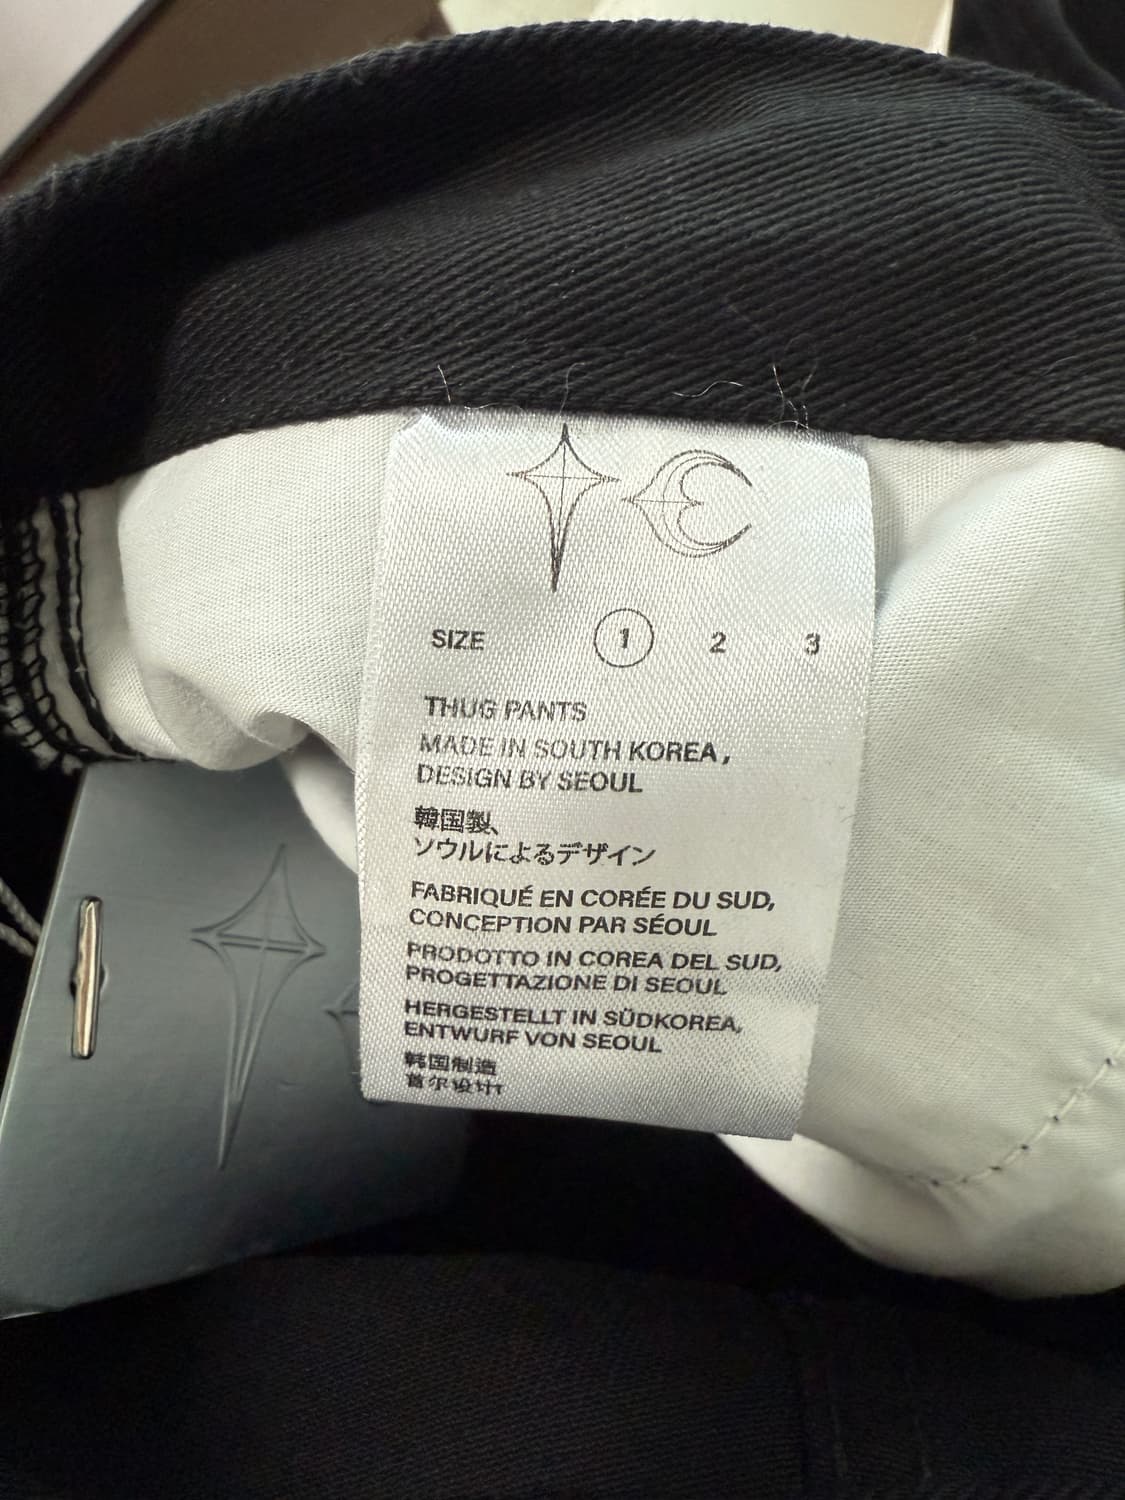 SIZE 1 2 3
THUG PANTS
MADE IN SOUTH KOREA,
DESIGN BY SEOUL
韓国製、
ソウルによるデザイン
FABRIQUÉ EN CORÉE DU SUD,
CONCEPTION PAR SÉOUL
PRODOTTO IN COREA DEL SUD,
PROGETTAZIONE DI SEOUL
HERGESTELLT IN SÜDKOREA,
ENTWURF VON SEOUL
韩国制造
首尔设计